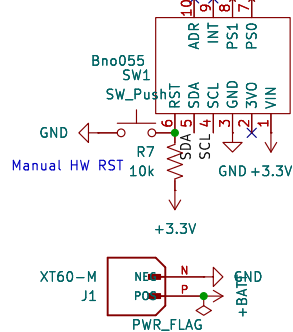 10 9 8 7
ADR INT PS1 PS0
Bno055
SW1
SW_Push
RST SDA SCL GND 3VO VIN
6 5 4 3 2 1
GND
SDA
SCL
Manual HW RST
R7
10k
GND
+3.3V
+3.3V
XT60-M
J1
NEG
N
GND
POS
P
+BATT
PWR_FLAG